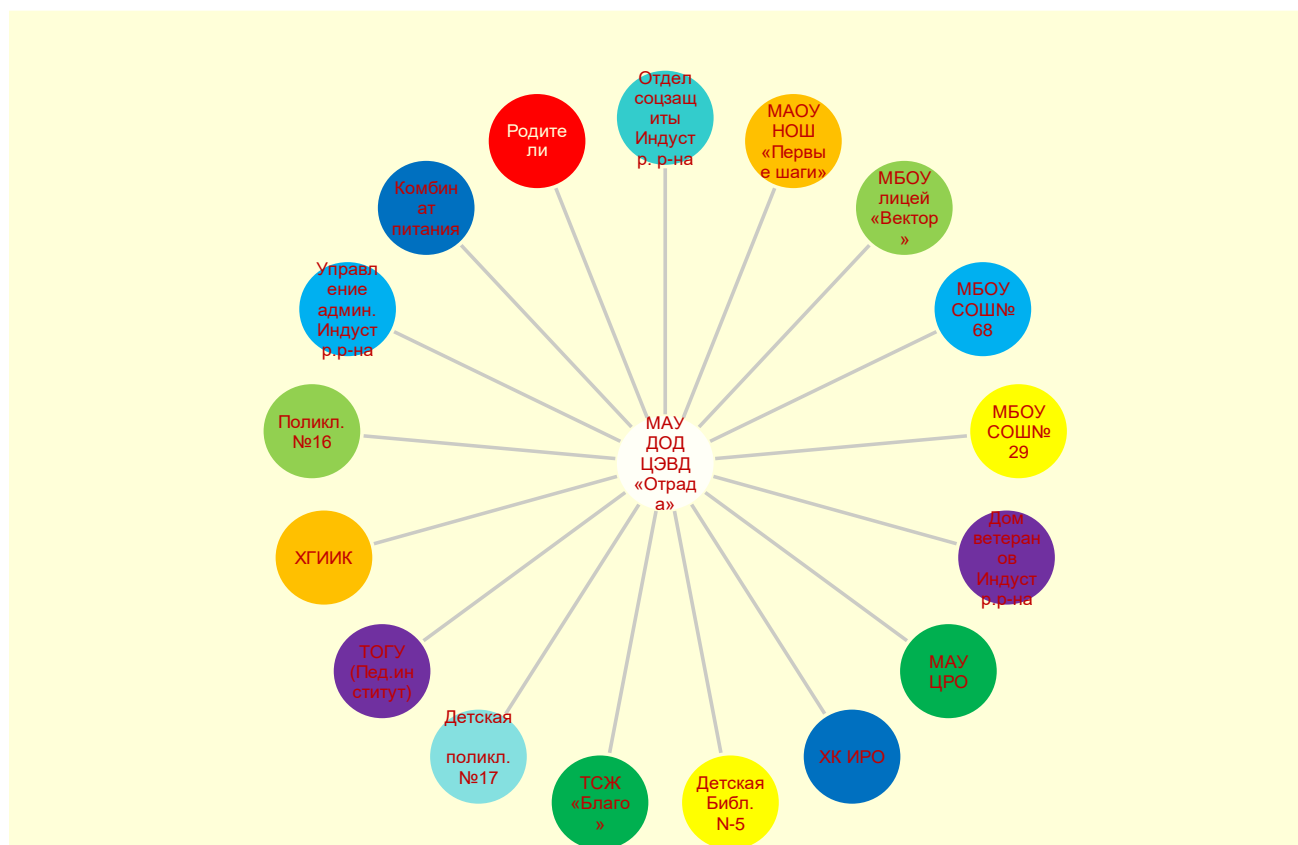 Отдел
соцзащ
иты
Индуст
р. р-на
МАОУ
НОШ
«Первы
е шаги»
МБОУ
лицей
«Вектор
»
МБОУ
СОШ№
68
МБОУ
СОШ№
29
Дом
ветеран
ов
Индуст
р.р-на
МАУ
ЦРО
ХК ИРО
Детская
Библ.
N-5
ТСЖ
«Благо
»
Детская
поликл.
№17
ТОГУ
(Пед.ин
ститут)
ХГИИК
Поликл.
№16
Управл
ение
админ.
Индуст
р.р-на
Комбин
ат
питания
Родите
ли
МАУ
ДОД
ЦЭВД
«Отрад
а»